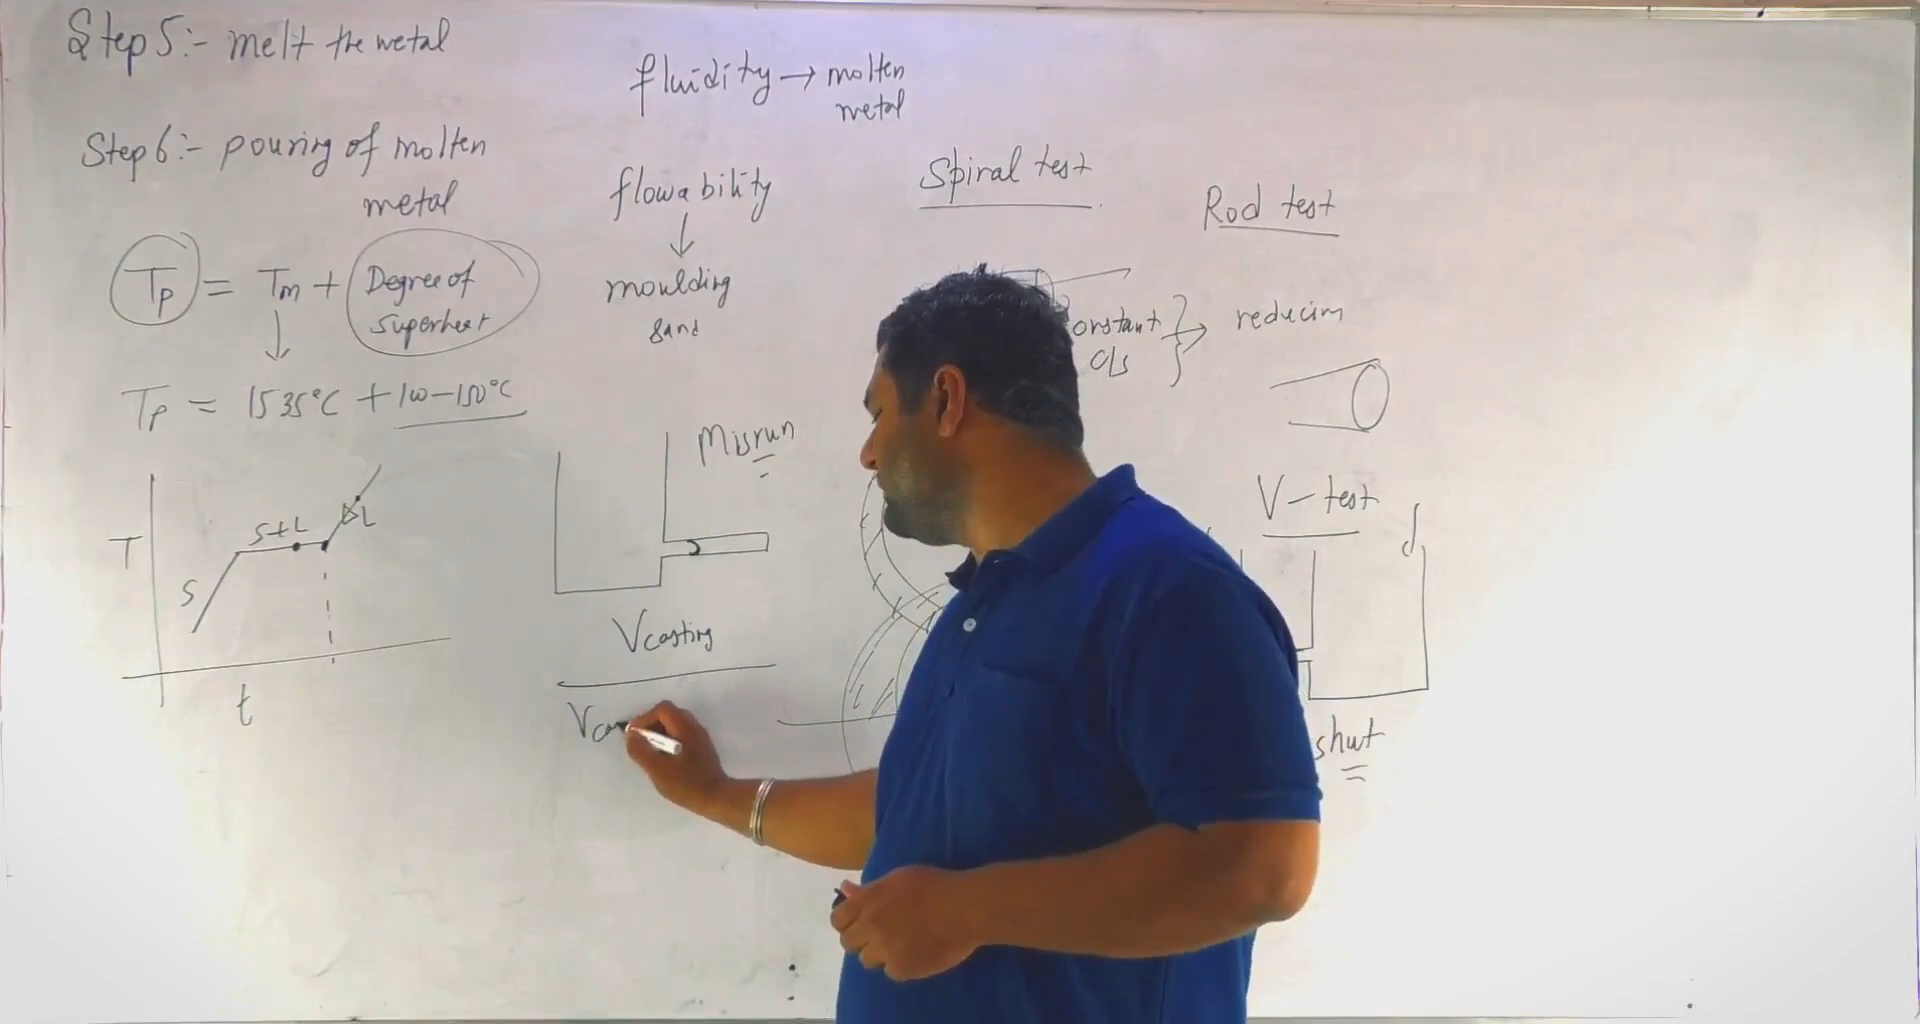 Step 5:- melt the metal
Step 6:- pouring of molten
metal
Tp = Tm + Degree of
superheat
Tp = 1535°C + 100-150°C
T
S
S+L
L
t
fluidity → molten
metal
flowability
moulding
sand
Misrun
Vcasting
Spiral test
onstant
c/s
Rod test
V-test
d
shut